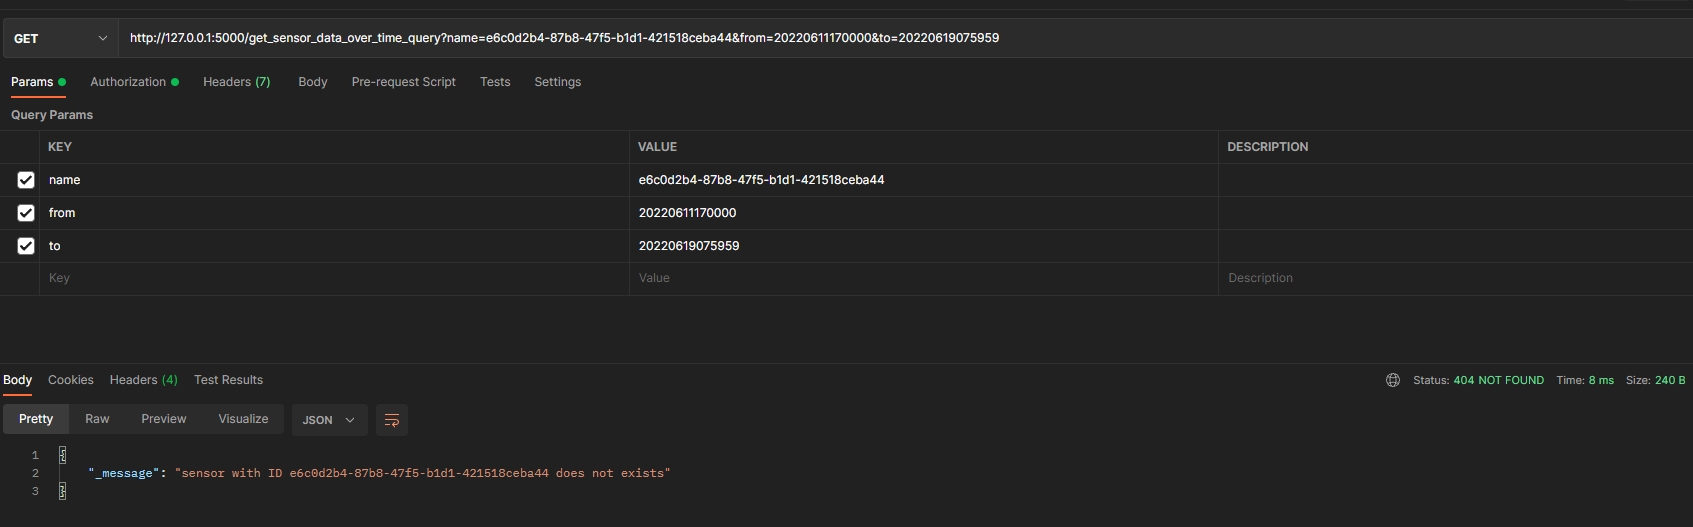 GET http://127.0.0.1:5000/get_sensor_data_over_time_query?name=e6c0d2b4-87b8-47f5-b1d1-421518ceba44&from=20220611170000&to=20220619075959
Params Authorization Headers (7) Body Pre-request Script Tests Settings
Query Params
KEY VALUE DESCRIPTION
name e6c0d2b4-87b8-47f5-b1d1-421518ceba44
from 20220611170000
to 20220619075959
Key Value Description
Body Cookies Headers (4) Test Results Status: 404 NOT FOUND Time: 8 ms Size: 240 B
Pretty Raw Preview Visualize JSON
1 {
2 "_message": "sensor with ID e6c0d2b4-87b8-47f5-b1d1-421518ceba44 does not exists"
3 }